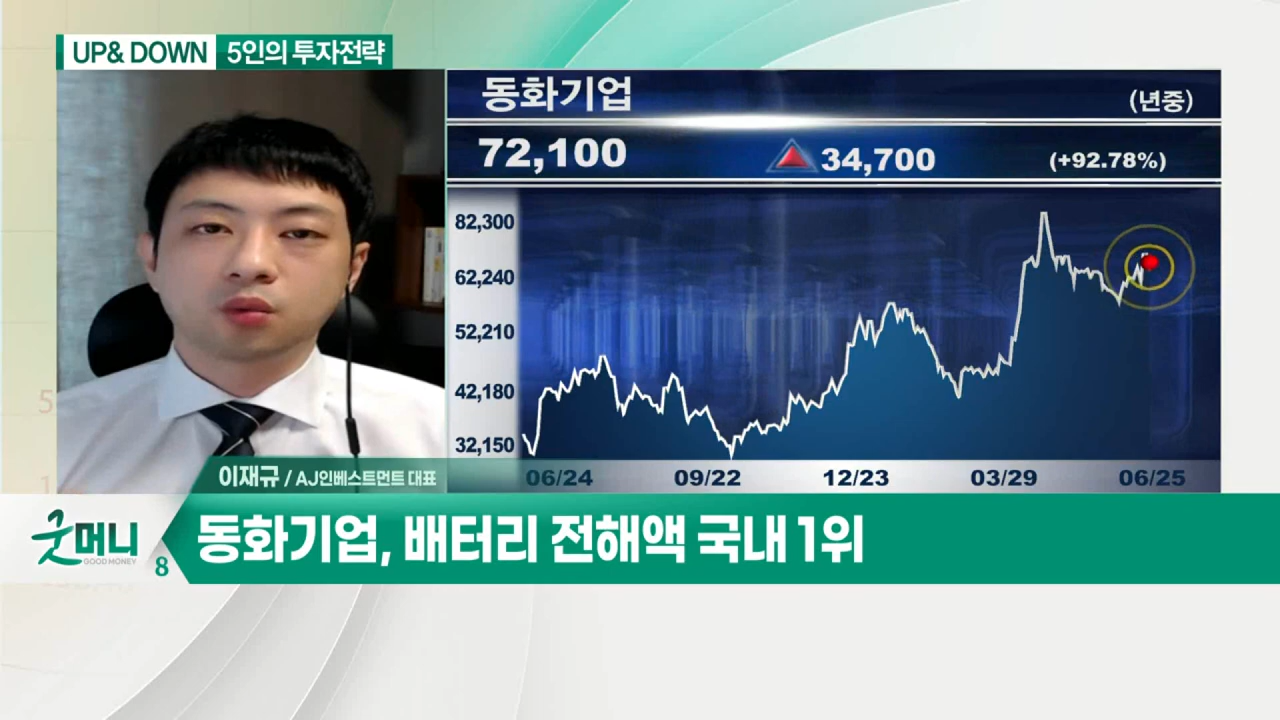 UP& DOWN 5인의 투자전략
동화기업 (년중)
72,100 ▲ 34,700 (+92.78%)
82,300
62,240
52,210
42,180
32,150
06/24 09/22 12/23 03/29 06/25
이재규 / AJ인베스트먼트 대표
굿머니
GOOD MONEY
8
동화기업, 배터리 전해액 국내 1위